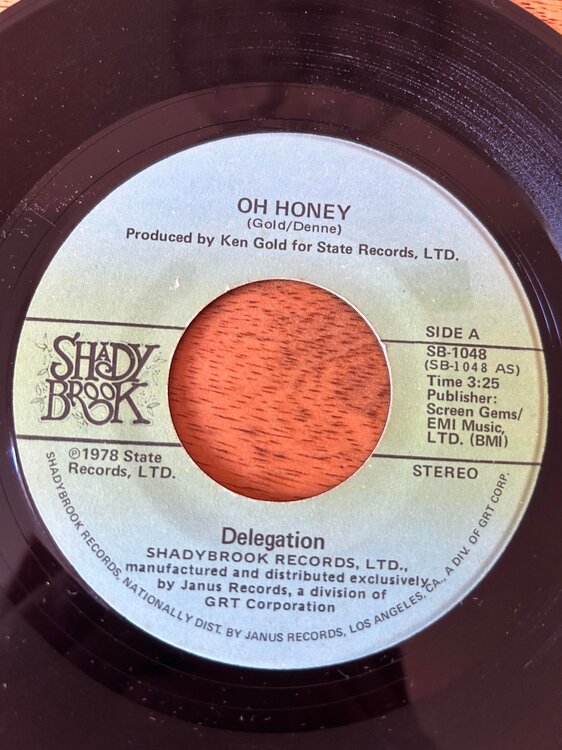 OH HONEY
(Gold/Denne)
Produced by Ken Gold for State Records, LTD.
SHADY
BROOK
SIDE A
SB-1048
(SB-1048 AS)
Time 3:25
Publisher:
Screen Gems/
EMI Music,
LTD. (BMI)
℗1978 State
Records, LTD.
STEREO
Delegation
SHADYBROOK RECORDS, LTD.,
manufactured and distributed exclusively
by Janus Records, a division of
GRT Corporation
SHADYBROOK RECORDS, NATIONALLY DIST. BY JANUS RECORDS, LOS ANGELES, CA., A DIV. OF GRT CORP.